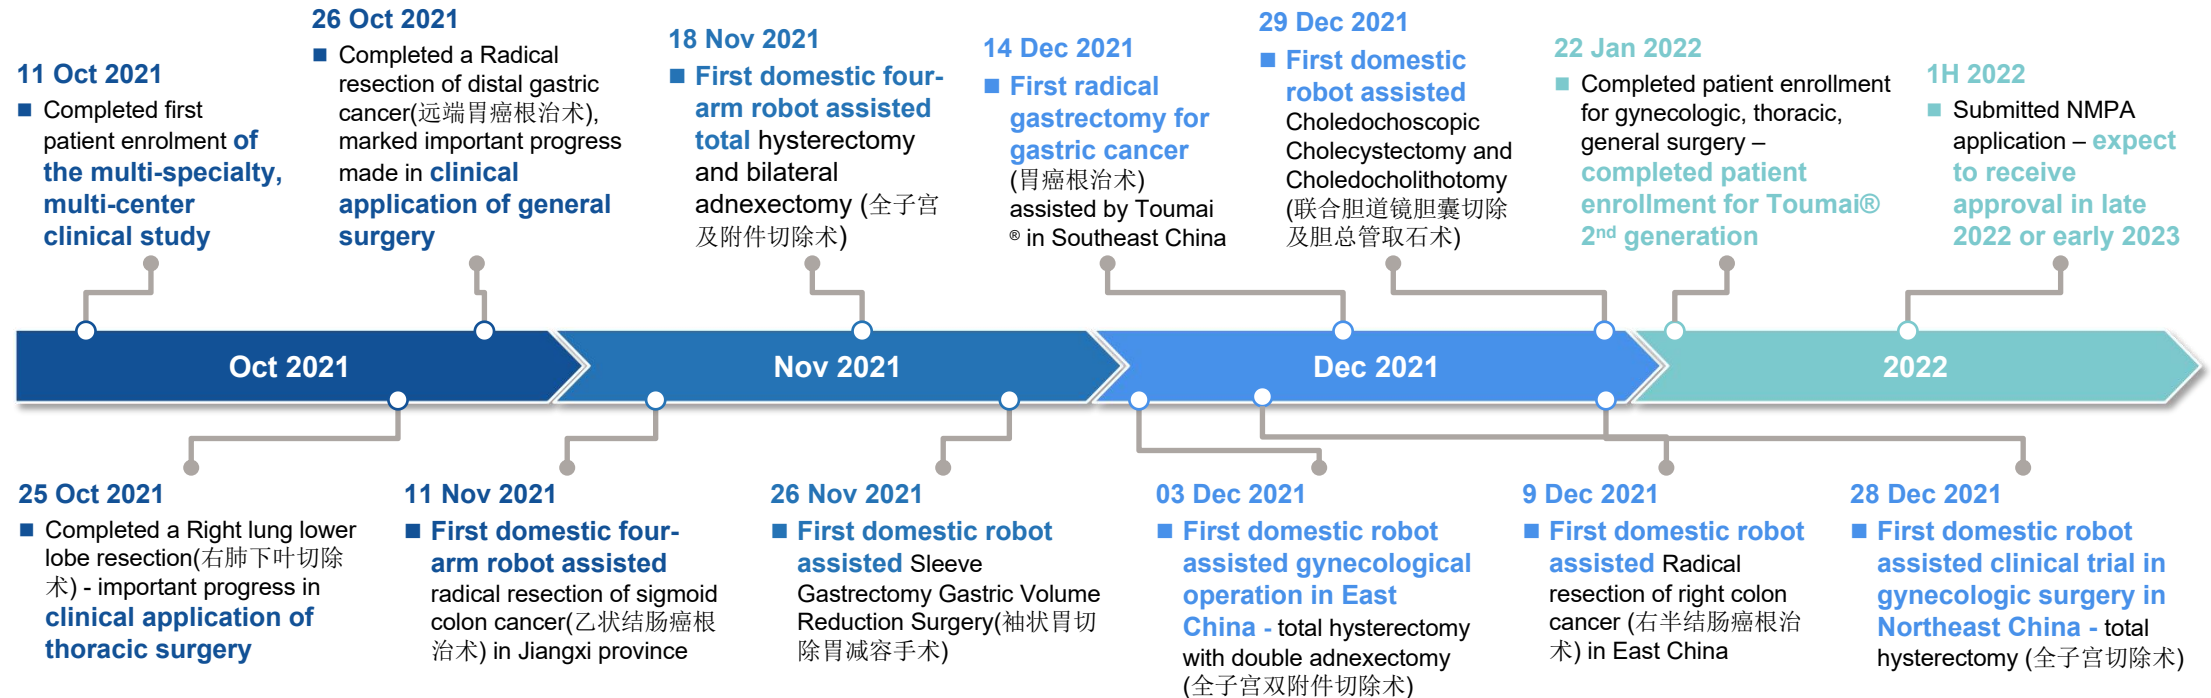 11 Oct 2021
■ Completed first
patient enrolment of
the multi-specialty,
multi-center
clinical study
26 Oct 2021
■ Completed a Radical
resection of distal gastric
cancer(远端胃癌根治术),
marked important progress
made in clinical
application of general
surgery
18 Nov 2021
■ First domestic four-
arm robot assisted
total hysterectomy
and bilateral
adnexectomy (全子宫
及附件切除术)
14 Dec 2021
■ First radical
gastrectomy for
gastric cancer
(胃癌根治术)
assisted by Toumai
® in Southeast China
29 Dec 2021
■ First domestic
robot assisted
Choledochoscopic
Cholecystectomy and
Choledocholithotomy
(联合胆道镜胆囊切除
及胆总管取石术)
22 Jan 2022
■ Completed patient enrollment
for gynecologic, thoracic,
general surgery –
completed patient
enrollment for Toumai®
2nd generation
1H 2022
■ Submitted NMPA
application – expect
to receive
approval in late
2022 or early 2023
Oct 2021
Nov 2021
Dec 2021
2022
25 Oct 2021
■ Completed a Right lung lower
lobe resection(右肺下叶切除
术) - important progress in
clinical application of
thoracic surgery
11 Nov 2021
■ First domestic four-
arm robot assisted
radical resection of sigmoid
colon cancer(乙状结肠癌根
治术) in Jiangxi province
26 Nov 2021
■ First domestic robot
assisted Sleeve
Gastrectomy Gastric Volume
Reduction Surgery(袖状胃切
除胃减容手术)
03 Dec 2021
■ First domestic robot
assisted gynecological
operation in East
China - total hysterectomy
with double adnexectomy
(全子宫双附件切除术)
9 Dec 2021
■ First domestic robot
assisted Radical
resection of right colon
cancer (右半结肠癌根治
术) in East China
28 Dec 2021
■ First domestic robot
assisted clinical trial in
gynecologic surgery in
Northeast China - total
hysterectomy (全子宫切除术)